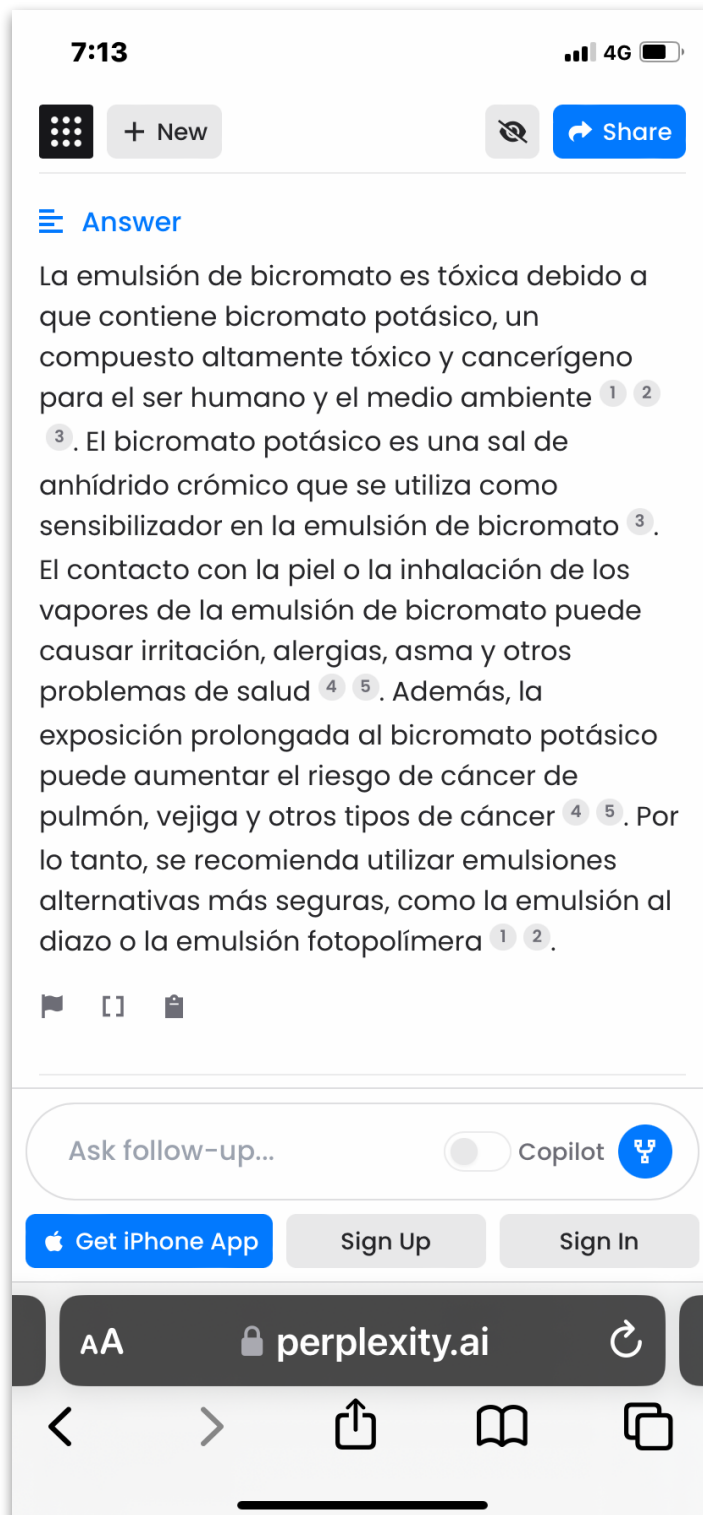 7:13
4G
+ New
Share
Answer
La emulsión de bicromato es tóxica debido a
que contiene bicromato potásico, un
compuesto altamente tóxico y cancerígeno
para el ser humano y el medio ambiente 1 2
3. El bicromato potásico es una sal de
anhídrido crómico que se utiliza como
sensibilizador en la emulsión de bicromato 3.
El contacto con la piel o la inhalación de los
vapores de la emulsión de bicromato puede
causar irritación, alergias, asma y otros
problemas de salud 4 5. Además, la
exposición prolongada al bicromato potásico
puede aumentar el riesgo de cáncer de
pulmón, vejiga y otros tipos de cáncer 4 5. Por
lo tanto, se recomienda utilizar emulsiones
alternativas más seguras, como la emulsión al
diazo o la emulsión fotopolímera 1 2.
Ask follow-up... Copilot
Get iPhone App Sign Up Sign In
AA perplexity.ai